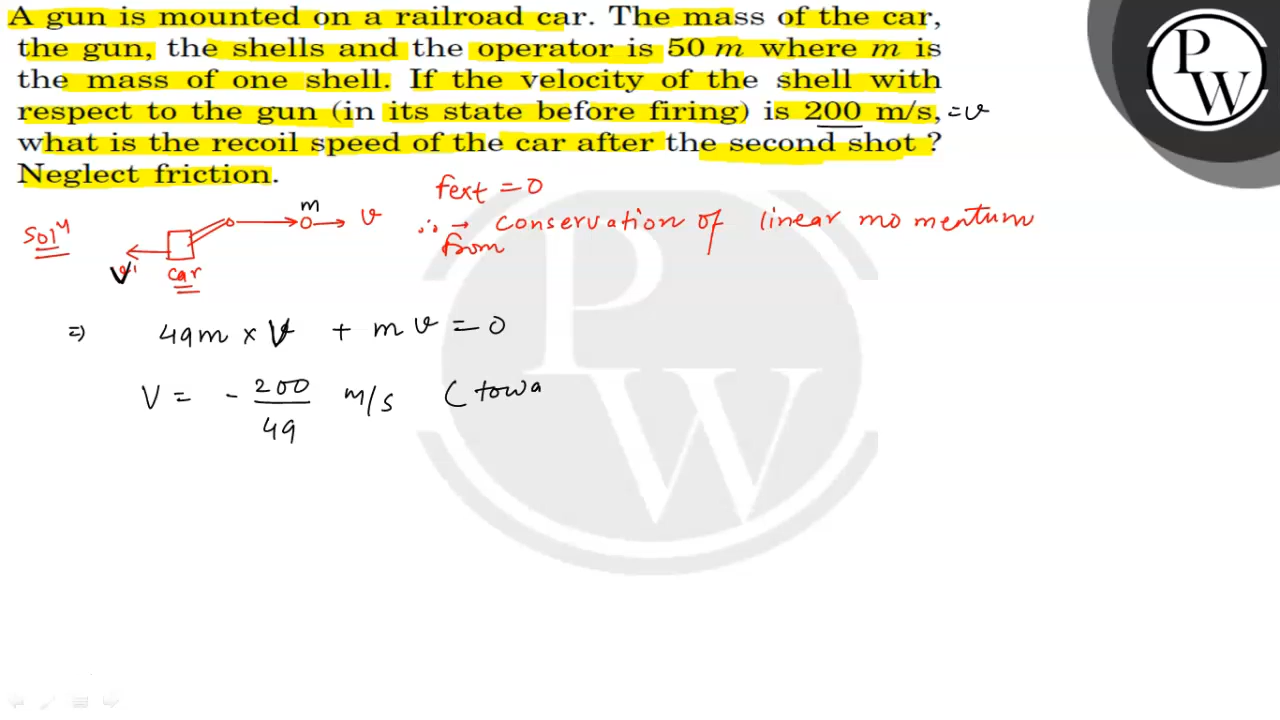 A gun is mounted on a railroad car. The mass of the car,
the gun, the shells and the operator is 50 m where m is
the mass of one shell. If the velocity of the shell with
respect to the gun (in its state before firing) is 200 m/s, = v
what is the recoil speed of the car after the second shot ?
Neglect friction.
P W
fext = 0
Solⁿ
m
v
∴ → conservation of linear momentum
from
V
car
⇒ 49m × V + m v = 0
V = - 200/49 m/s ( towa
PW